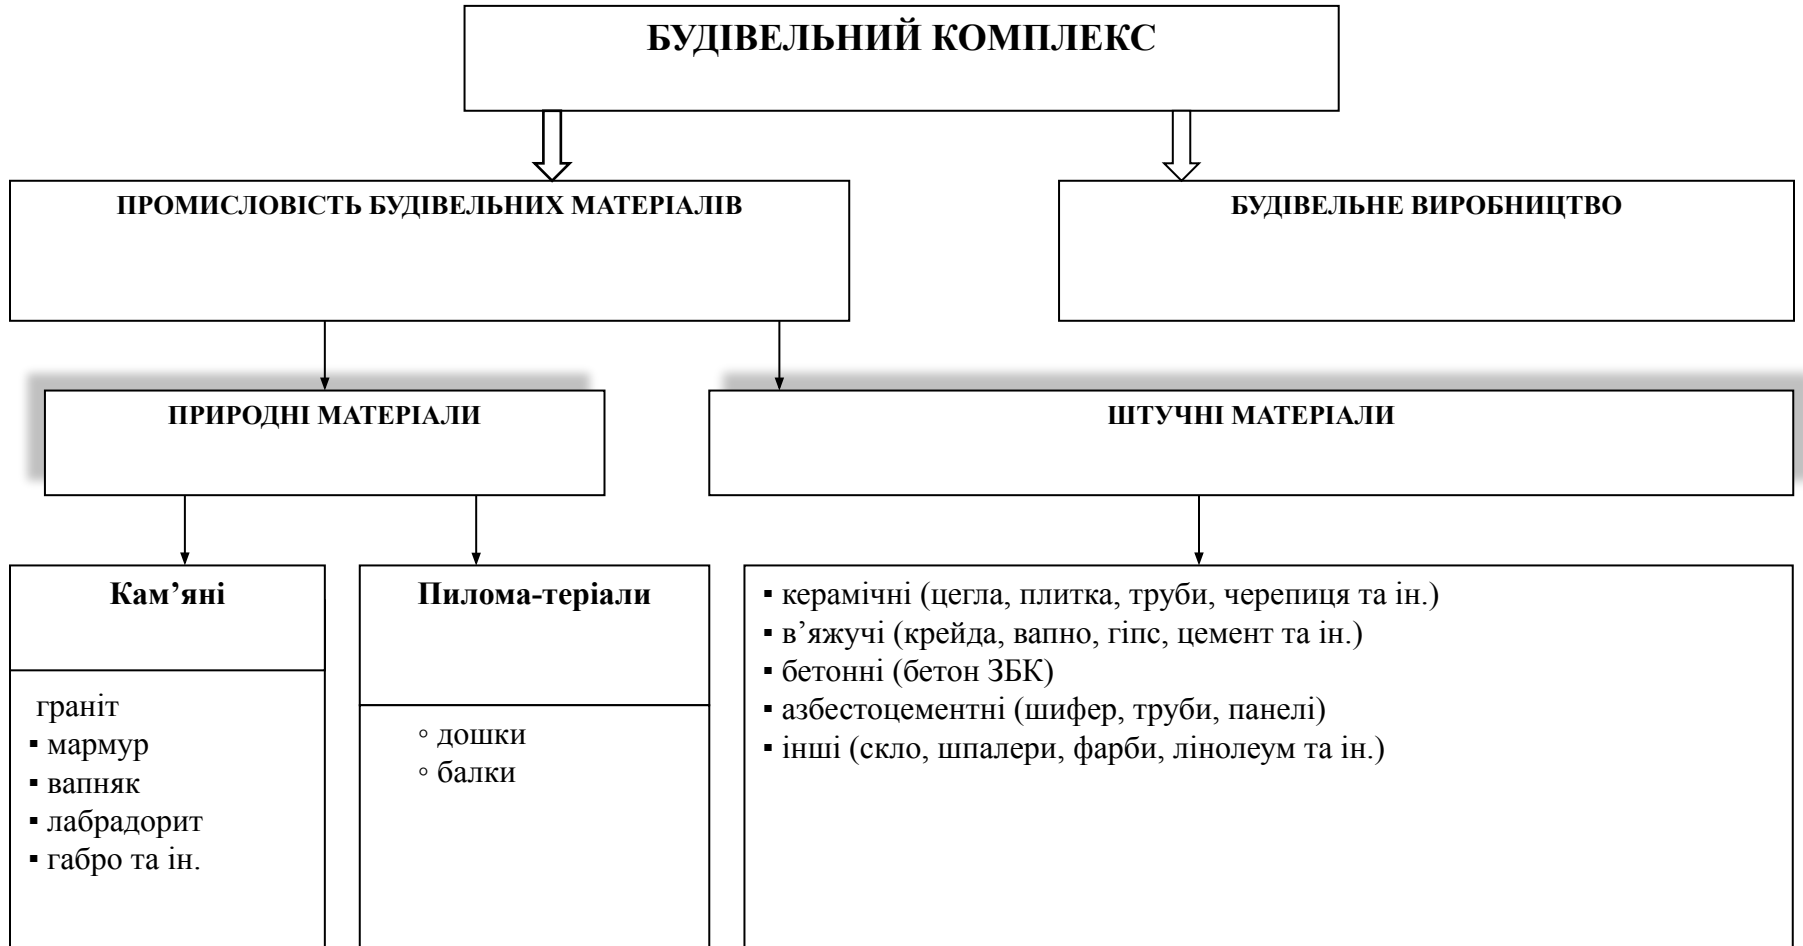 БУДІВЕЛЬНИЙ КОМПЛЕКС
ПРОМИСЛОВІСТЬ БУДІВЕЛЬНИХ МАТЕРІАЛІВ
БУДІВЕЛЬНЕ ВИРОБНИЦТВО
ПРИРОДНІ МАТЕРІАЛИ
ШТУЧНІ МАТЕРІАЛИ
Кам’яні
граніт
▪ мармур
▪ вапняк
▪ лабрадорит
▪ габро та ін.
Пилома-теріали
◦ дошки
◦ балки
▪ керамічні (цегла, плитка, труби, черепиця та ін.)
▪ в’яжучі (крейда, вапно, гіпс, цемент та ін.)
▪ бетонні (бетон ЗБК)
▪ азбестоцементні (шифер, труби, панелі)
▪ інші (скло, шпалери, фарби, лінолеум та ін.)